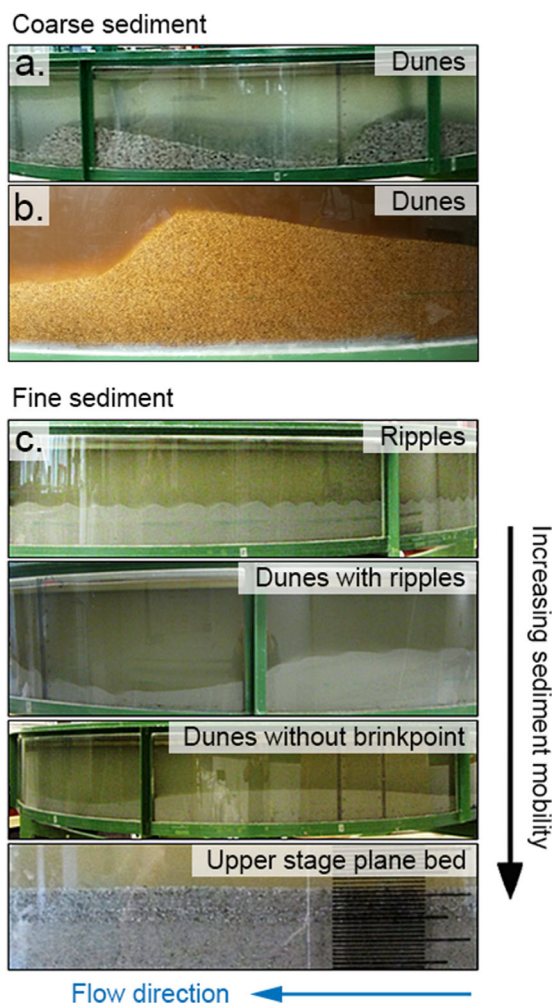 Coarse sediment
a.
Dunes
b.
Dunes
Fine sediment
c.
Ripples
Dunes with ripples
Dunes without brinkpoint
Upper stage plane bed
Increasing sediment mobility
Flow direction